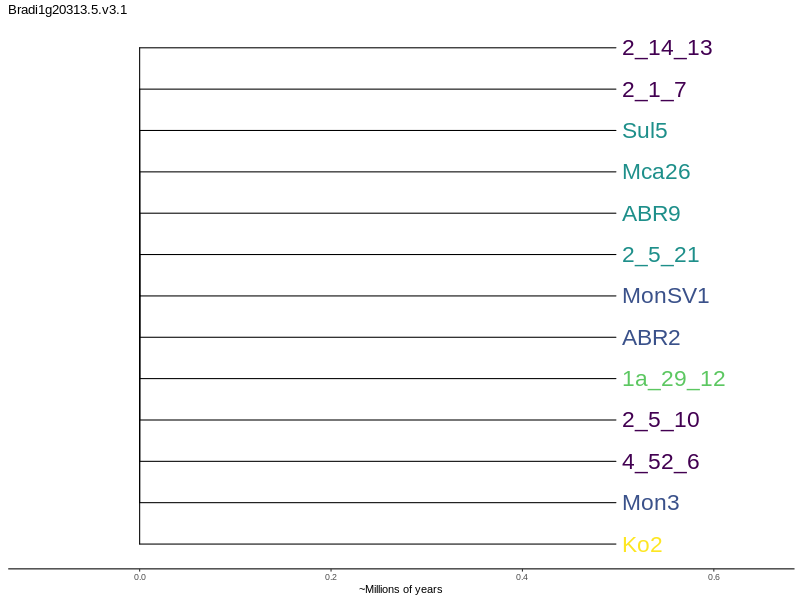 Bradi1g20313.5.v3.1
2_14_13
2_1_7
Sul5
Mca26
ABR9
2_5_21
MonSV1
ABR2
1a_29_12
2_5_10
4_52_6
Mon3
Ko2
0.0 0.2 0.4 0.6
~Millions of years